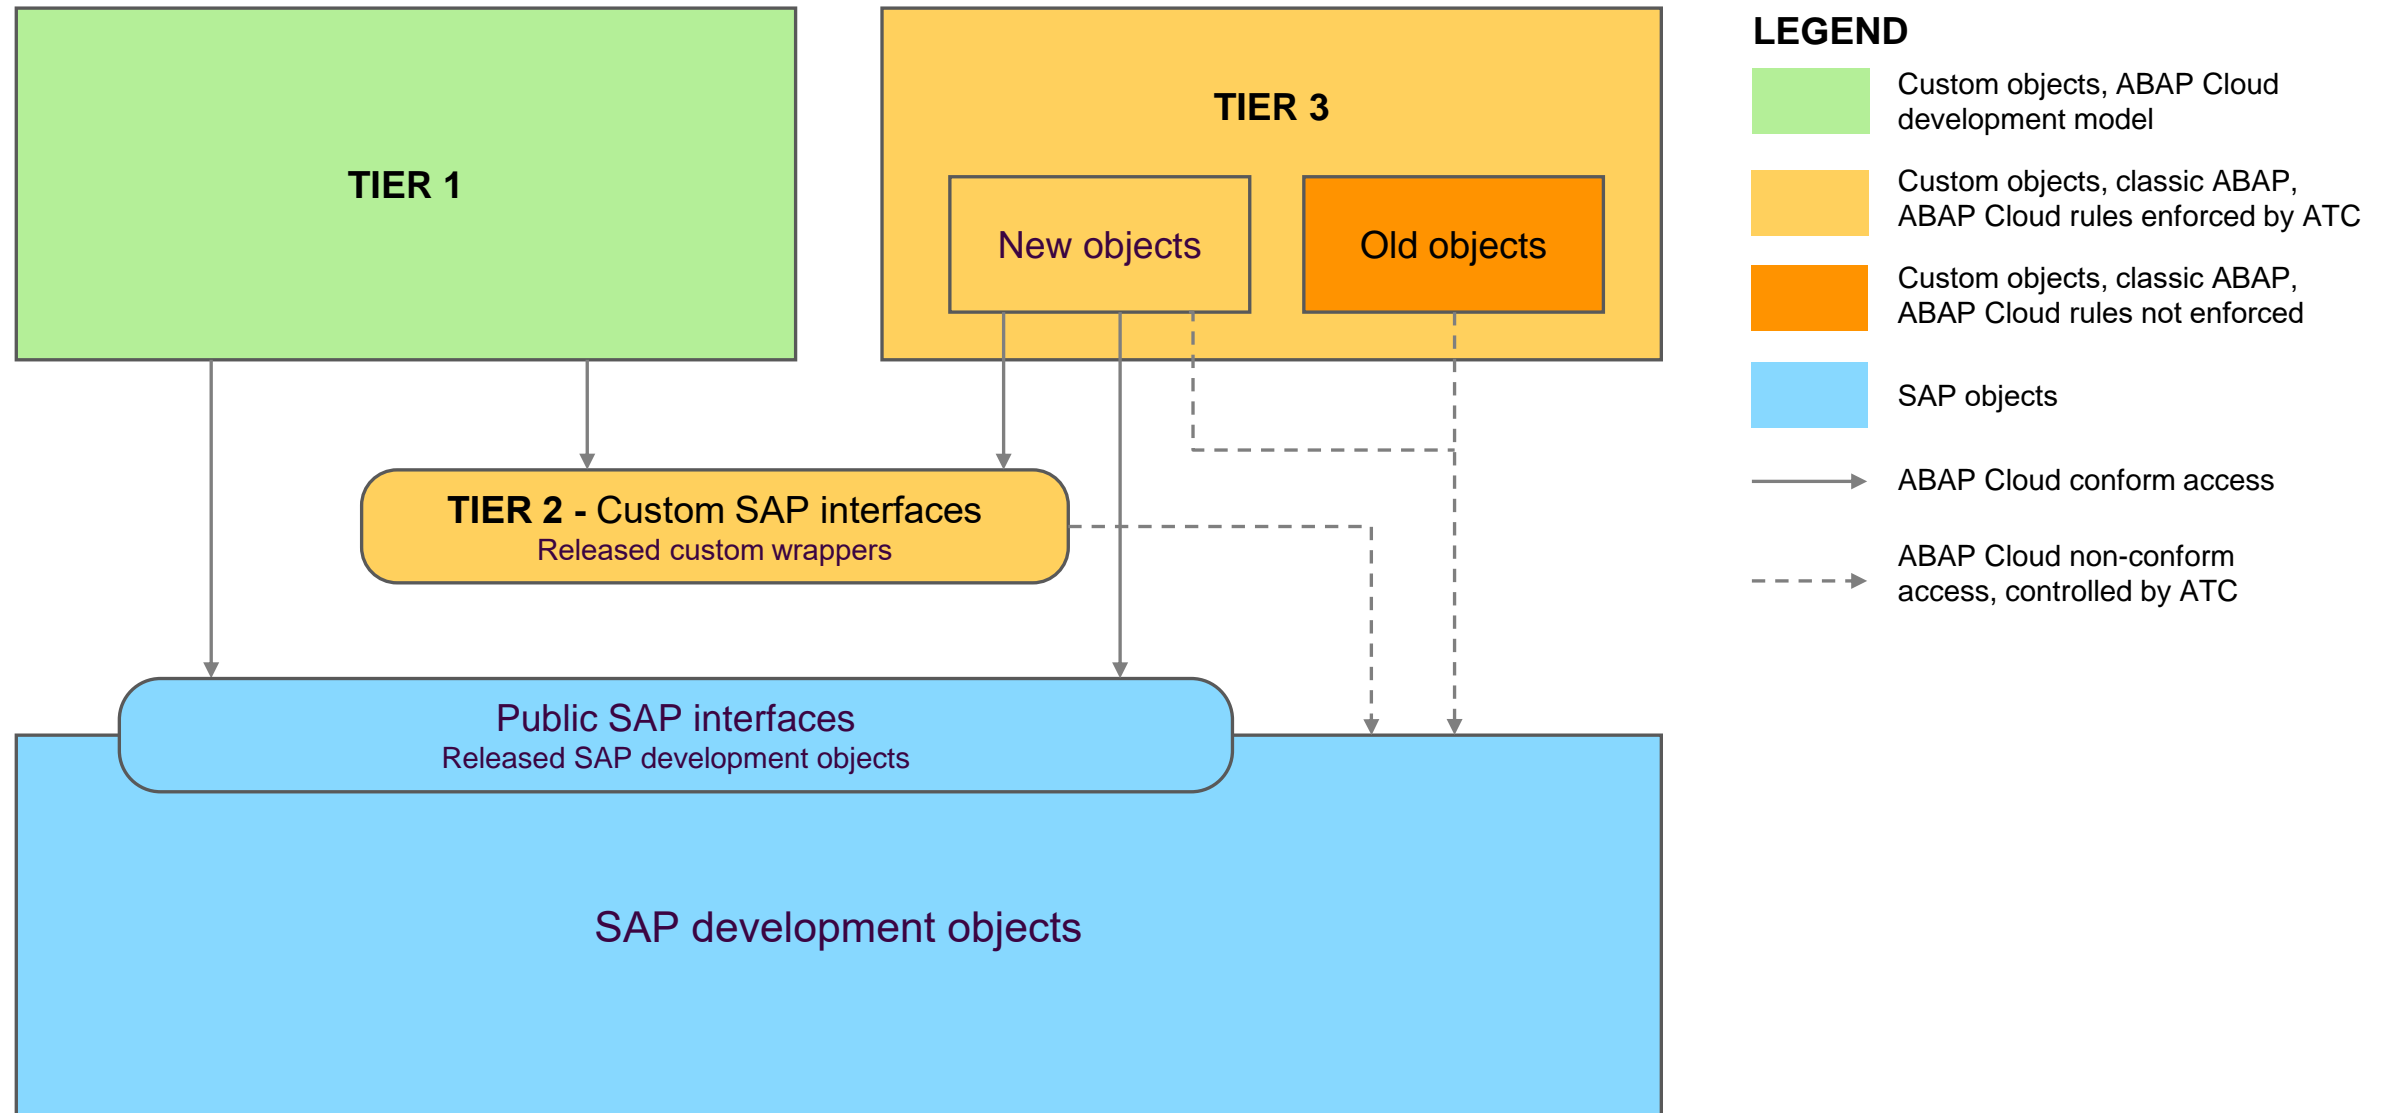 TIER 1
TIER 3
New objects
Old objects
TIER 2 - Custom SAP interfaces
Released custom wrappers
Public SAP interfaces
Released SAP development objects
SAP development objects
LEGEND
Custom objects, ABAP Cloud
development model
Custom objects, classic ABAP,
ABAP Cloud rules enforced by ATC
Custom objects, classic ABAP,
ABAP Cloud rules not enforced
SAP objects
ABAP Cloud conform access
ABAP Cloud non-conform
access, controlled by ATC